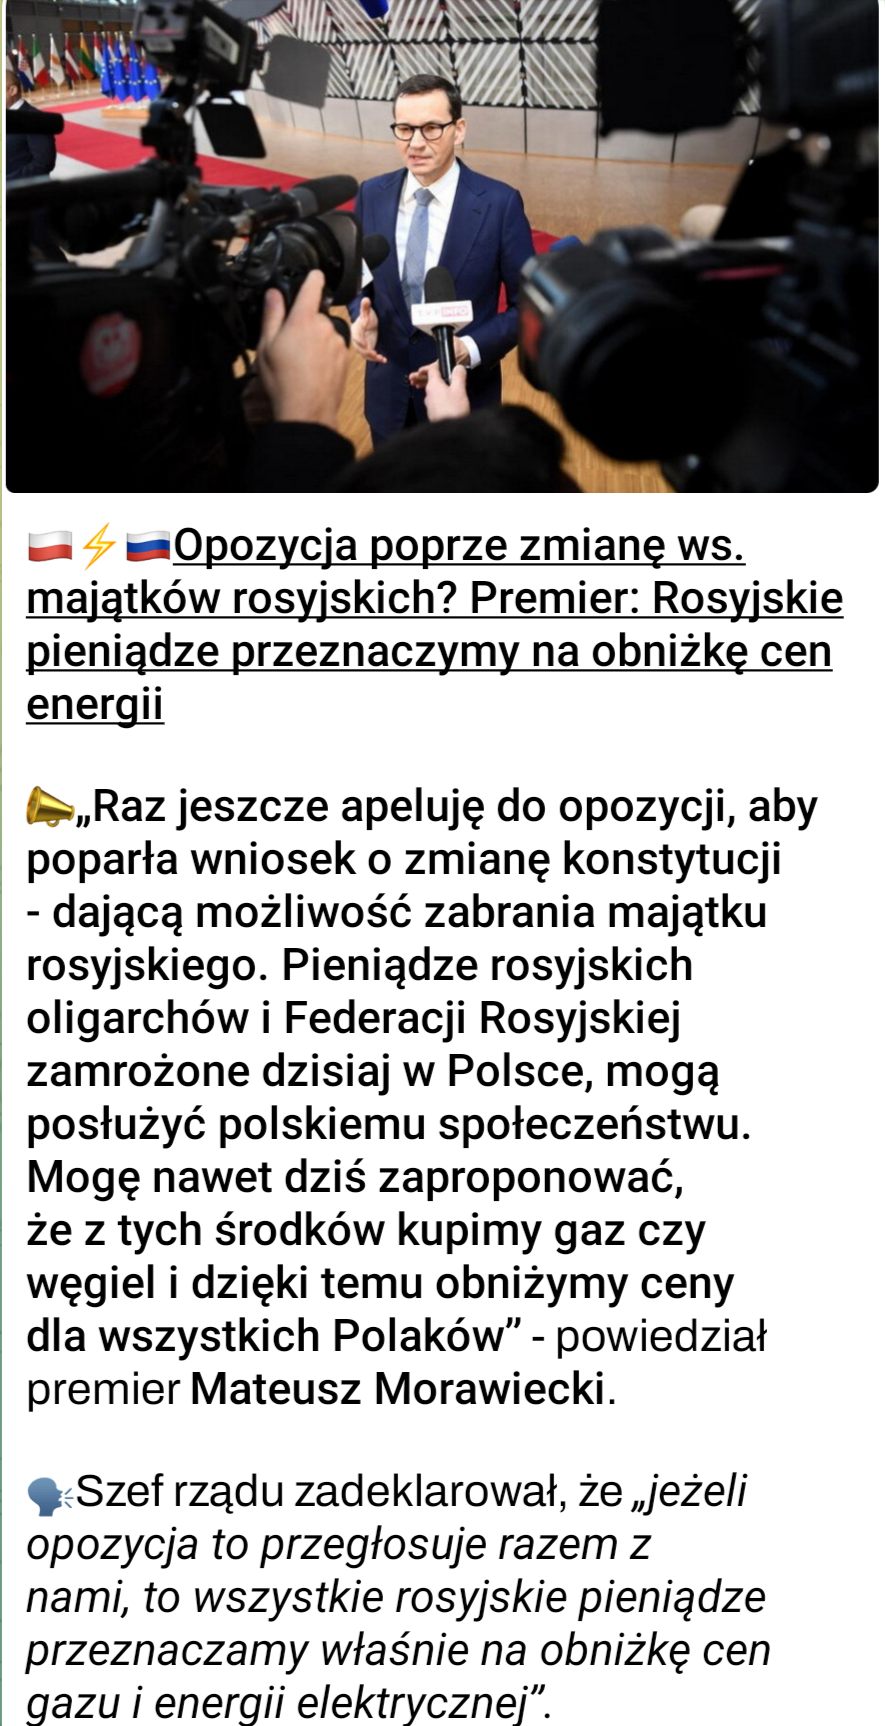 TVP INFO
🇵🇱⚡🇷🇺Opozycja poprze zmianę ws.
majątków rosyjskich? Premier: Rosyjskie
pieniądze przeznaczymy na obniżkę cen
energii
📣„Raz jeszcze apeluję do opozycji, aby
poparła wniosek o zmianę konstytucji
- dającą możliwość zabrania majątku
rosyjskiego. Pieniądze rosyjskich
oligarchów i Federacji Rosyjskiej
zamrożone dzisiaj w Polsce, mogą
posłużyć polskiemu społeczeństwu.
Mogę nawet dziś zaproponować,
że z tych środków kupimy gaz czy
węgiel i dzięki temu obniżymy ceny
dla wszystkich Polaków” - powiedział
premier Mateusz Morawiecki.
🗣Szef rządu zadeklarował, że „jeżeli
opozycja to przegłosuje razem z
nami, to wszystkie rosyjskie pieniądze
przeznaczamy właśnie na obniżkę cen
gazu i energii elektrycznej”.